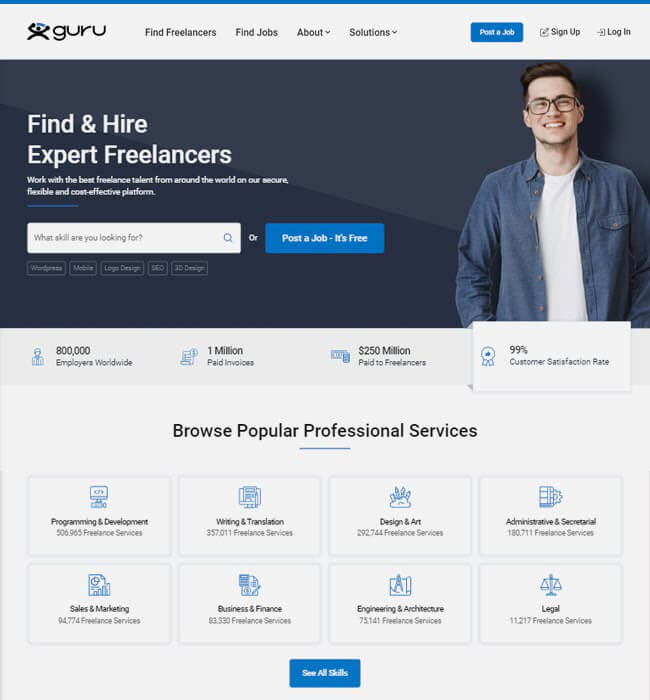 guru
Find Freelancers Find Jobs About Solutions Post a Job Sign Up Log In
Find & Hire
Expert Freelancers
Work with the best freelance talent from around the world on our secure,
flexible and cost-effective platform.
What skill are you looking for? Or Post a Job - It's Free
Wordpress Mobile Logo Design SEO 3D Design
800,000
Employers Worldwide
1 Million
Paid Invoices
$250 Million
Paid to Freelancers
99%
Customer Satisfaction Rate
Browse Popular Professional Services
Programming & Development
506,965 Freelance Services
Writing & Translation
357,011 Freelance Services
Design & Art
292,744 Freelance Services
Administrative & Secretarial
180,711 Freelance Services
Sales & Marketing
94,774 Freelance Services
Business & Finance
83,330 Freelance Services
Engineering & Architecture
75,141 Freelance Services
Legal
11,217 Freelance Services
See All Skills